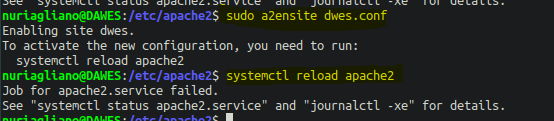 See "systemctl status apache2.service" and "journalctl -xe" for details.
nuriagliano@DAWES:/etc/apache2$ sudo a2ensite dwes.conf
Enabling site dwes.
To activate the new configuration, you need to run:
  systemctl reload apache2
nuriagliano@DAWES:/etc/apache2$ systemctl reload apache2
Job for apache2.service failed.
See "systemctl status apache2.service" and "journalctl -xe" for details.
nuriagliano@DAWES:/etc/apache2$